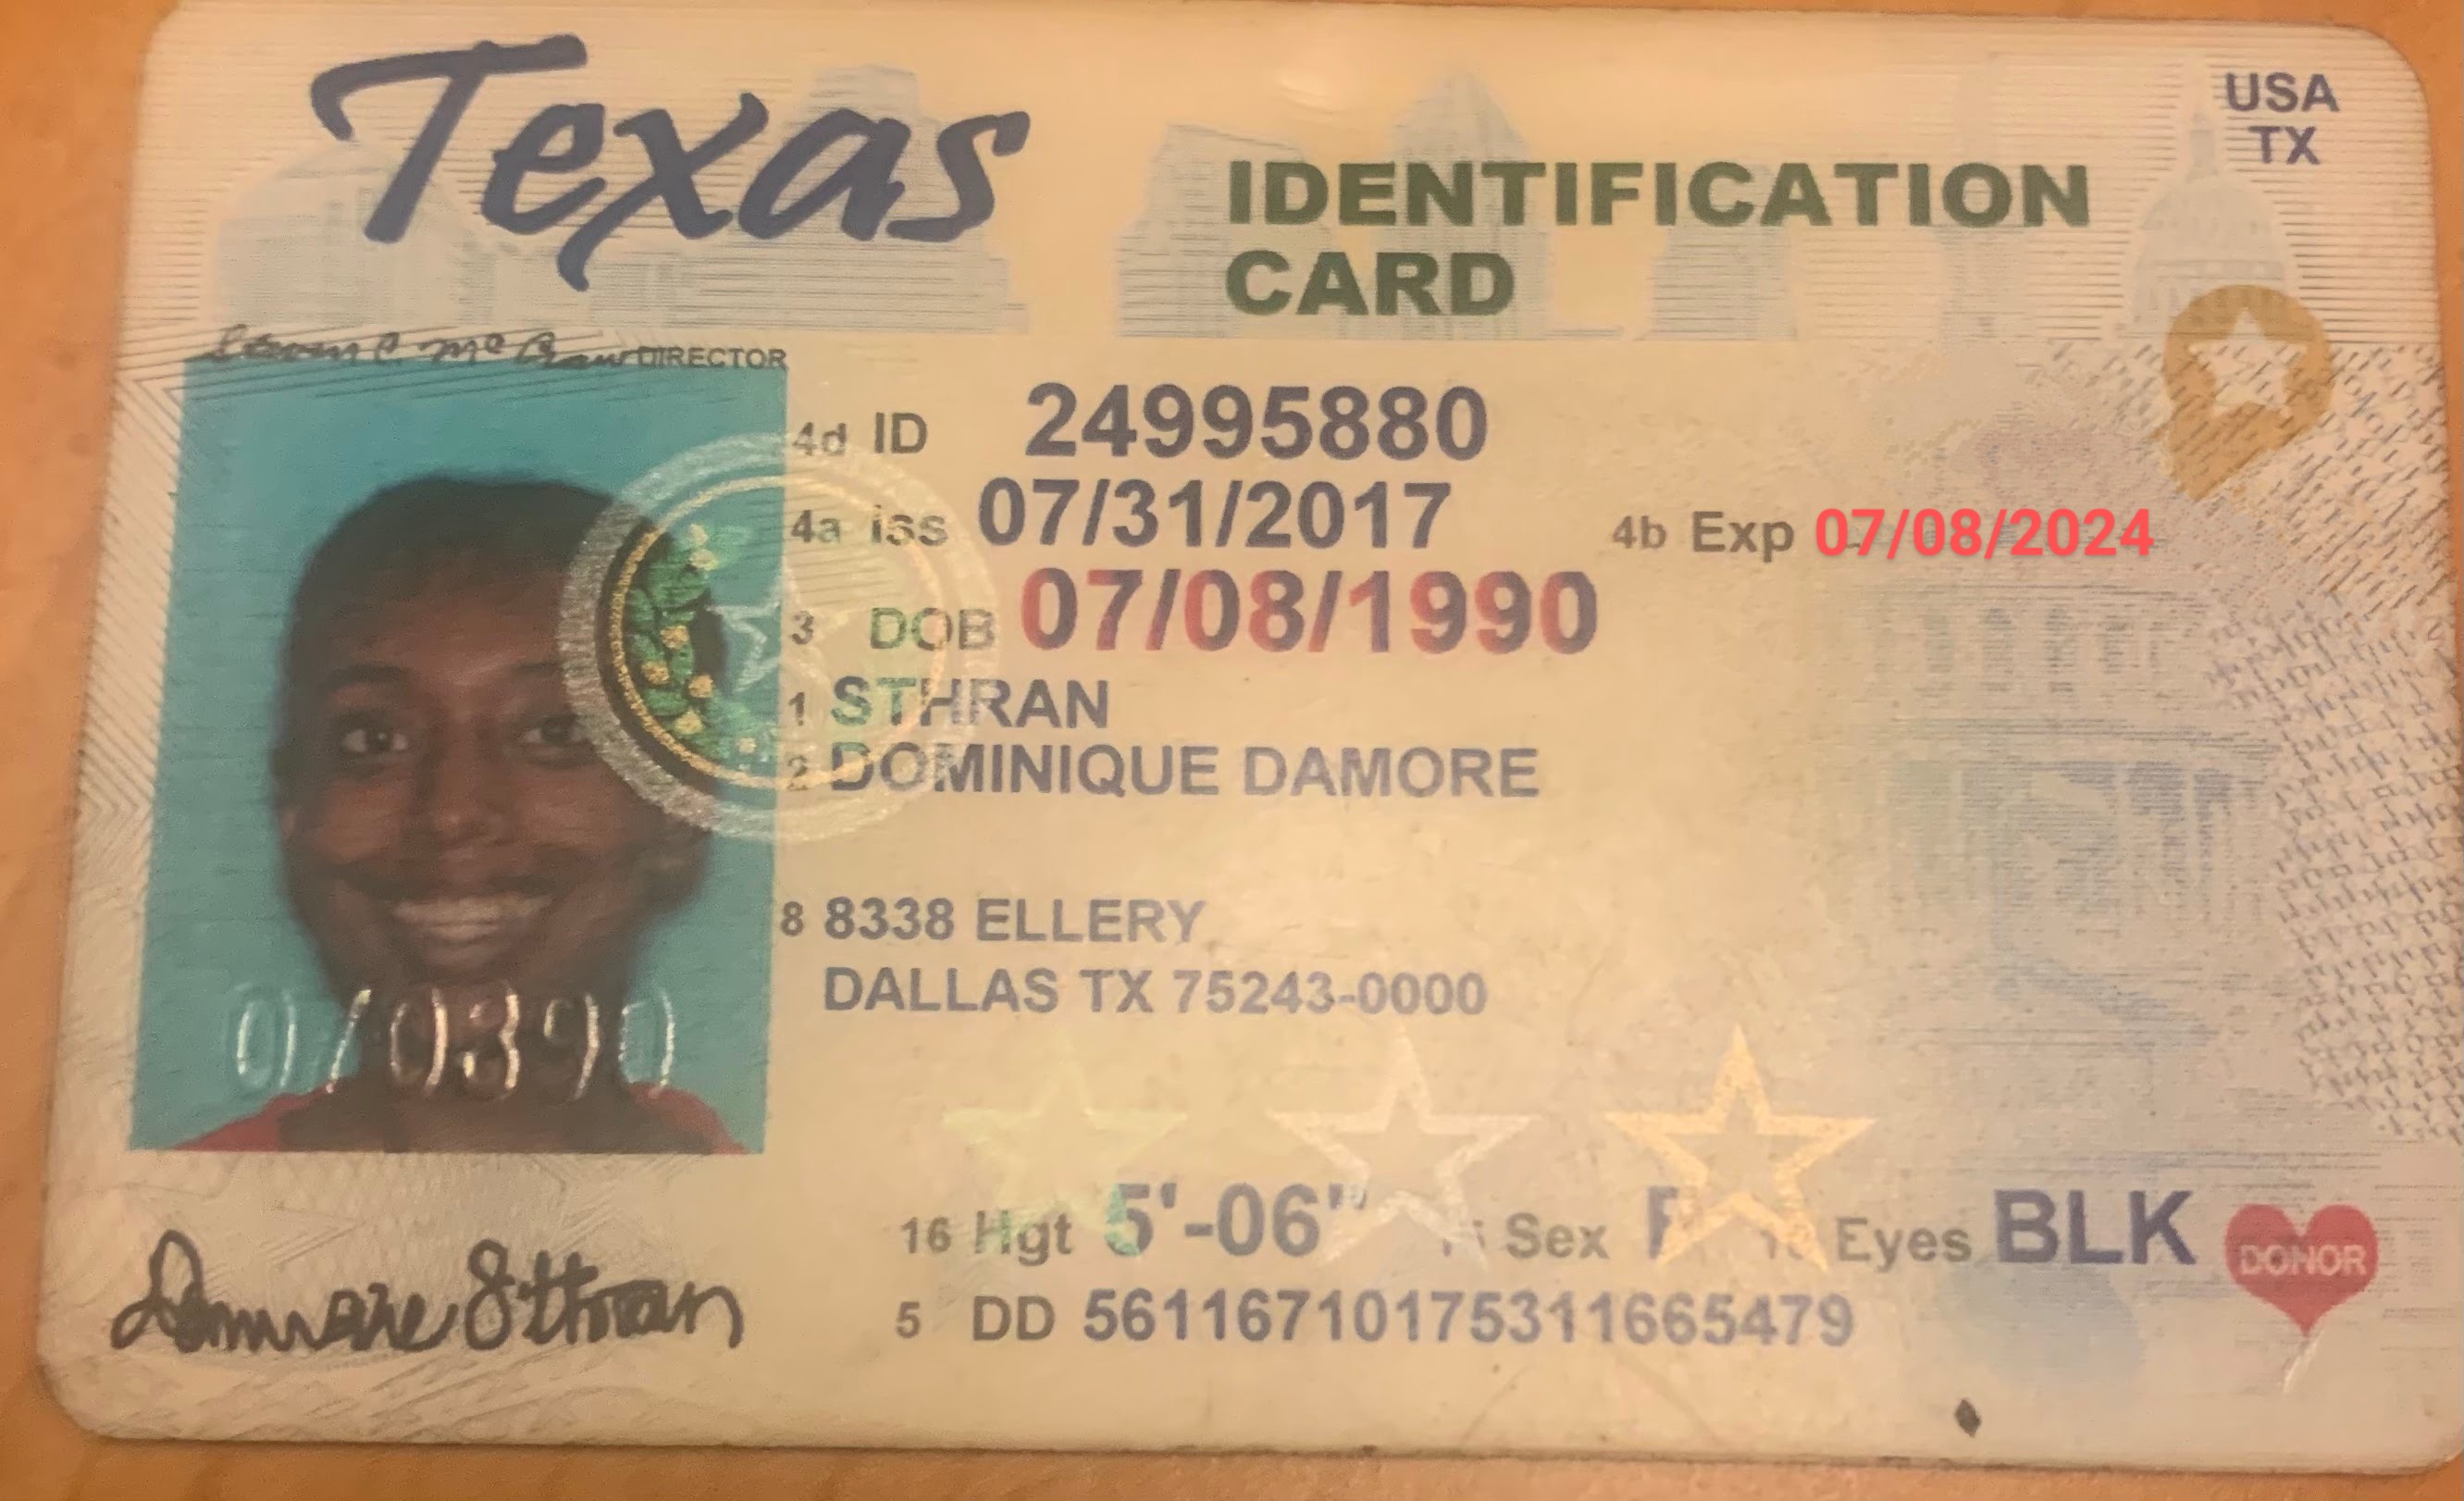 Texas
USA
TX
IDENTIFICATION
CARD
DIRECTOR
4d ID 24995880
4a iss 07/31/2017
4b Exp 07/08/2024
3 DOB 07/08/1990
1 STHRAN
2 DOMINIQUE DAMORE
8 8338 ELLERY
DALLAS TX 75243-0000
16 Hgt 5'-06" Sex Eyes BLK
DONOR
5 DD 56116710175311665479